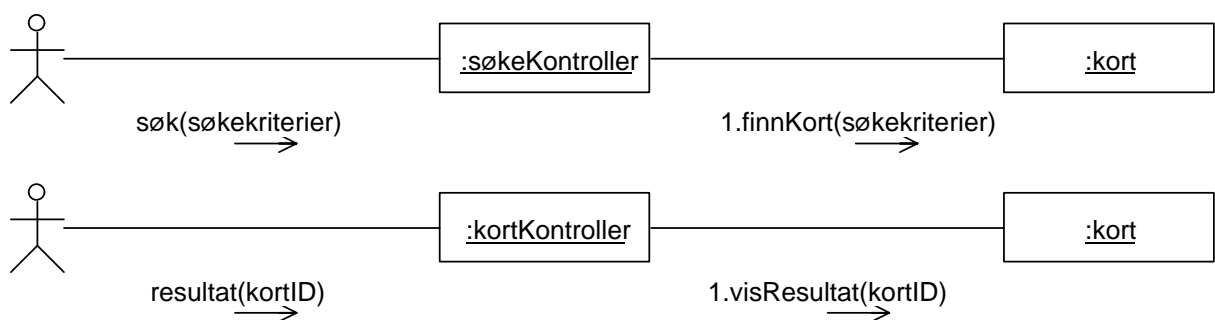 :søkeKontroller
:kort
søk(søkekriterier)
1.finnKort(søkekriterier)
:kortKontroller
:kort
resultat(kortID)
1.visResultat(kortID)